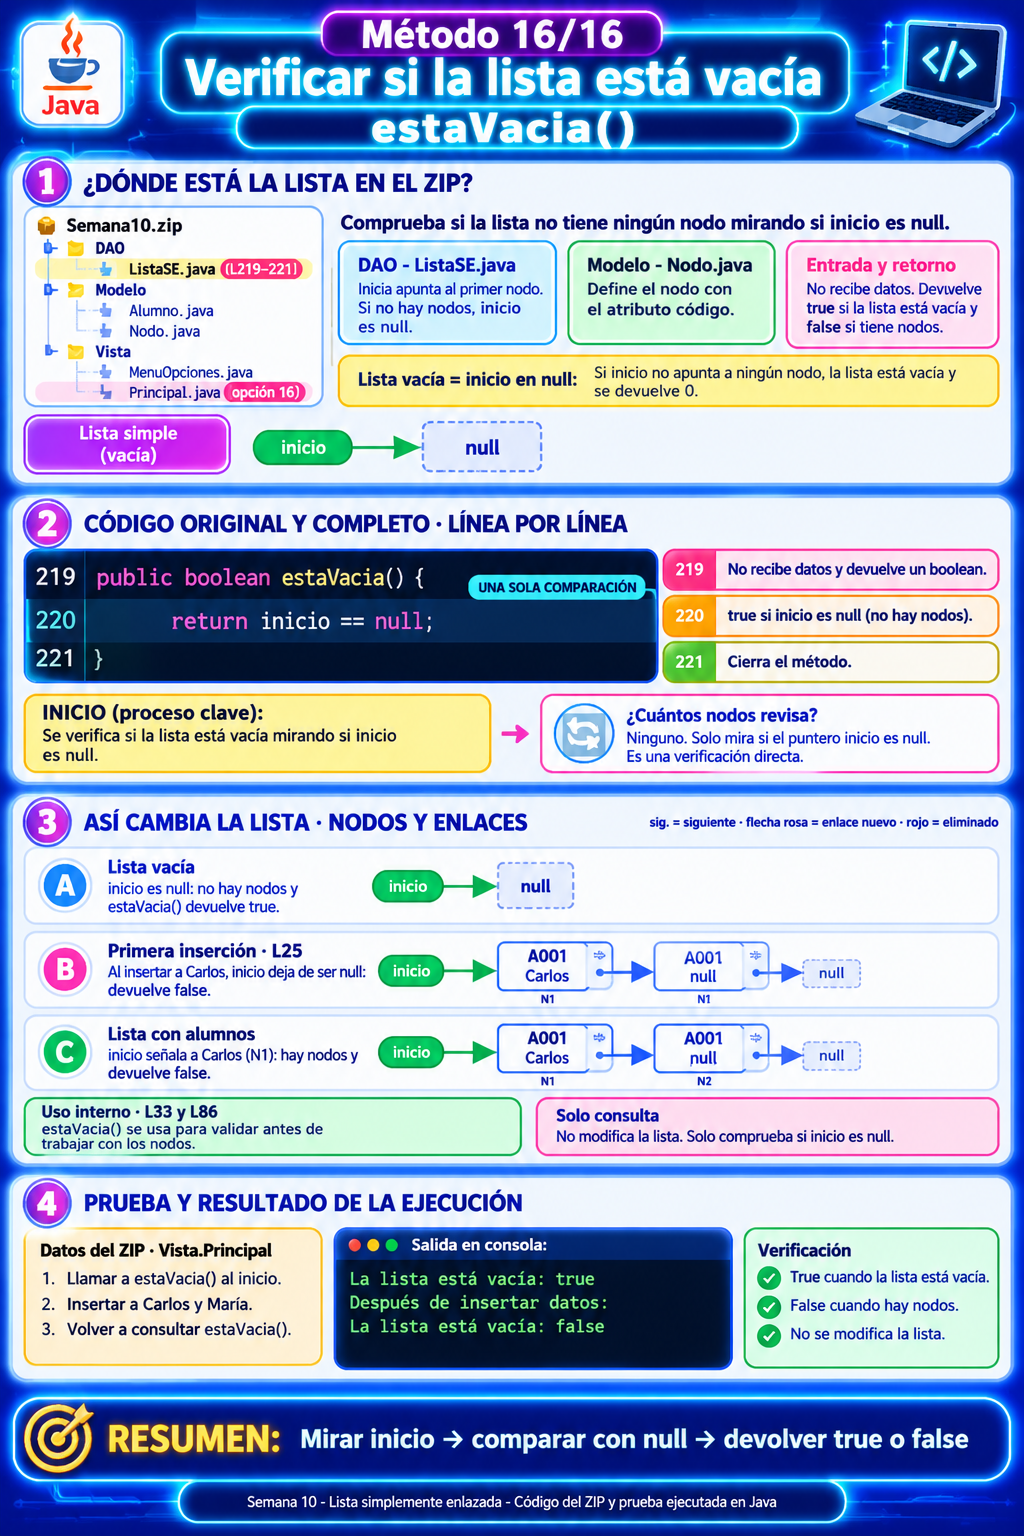 Java
Método 16/16
Verificar si la lista está vacía
estaVacia()
</>
1 ¿DÓNDE ESTÁ LA LISTA EN EL ZIP?
Semana10.zip
DAO
ListaSE.java (L219–221)
Modelo
Alumno.java
Nodo.java
Vista
MenuOpciones.java
Principal.java opción 16)
Comprueba si la lista no tiene ningún nodo mirando si inicio es null.
DAO - ListaSE.java
Inicia apunta al primer nodo.
Si no hay nodos, inicio
es null.
Modelo - Nodo.java
Define el nodo con
el atributo código.
Entrada y retorno
No recibe datos. Devuelve
true si la lista está vacía y
false si tiene nodos.
Lista vacía = inicio en null:
Si inicio no apunta a ningún nodo, la lista está vacía y
se devuelve 0.
Lista simple
(vacía)
inicio
null
2 CÓDIGO ORIGINAL Y COMPLETO · LÍNEA POR LÍNEA
219 public boolean estaVacia() {
UNA SOLA COMPARACIÓN
220 return inicio == null;
221 }
219 No recibe datos y devuelve un boolean.
220 true si inicio es null (no hay nodos).
221 Cierra el método.
INICIO (proceso clave):
Se verifica si la lista está vacía mirando si inicio
es null.
¿Cuántos nodos revisa?
Ninguno. Solo mira si el puntero inicio es null.
Es una verificación directa.
3 ASÍ CAMBIA LA LISTA · NODOS Y ENLACES
sig. = siguiente · flecha rosa = enlace nuevo · rojo = eliminado
A
Lista vacía
inicio es null: no hay nodos y
estaVacia() devuelve true.
inicio
null
B
Primera inserción · L25
Al insertar a Carlos, inicio deja de ser null:
devuelve false.
inicio
A001
Carlos
N1
A001
null
N1
null
C
Lista con alumnos
inicio señala a Carlos (N1): hay nodos y
devuelve false.
inicio
A001
Carlos
N1
A001
null
N2
null
Uso interno · L33 y L86
estaVacia() se usa para validar antes de
trabajar con los nodos.
Solo consulta
No modifica la lista. Solo comprueba si inicio es null.
4 PRUEBA Y RESULTADO DE LA EJECUCIÓN
Datos del ZIP · Vista.Principal
1. Llamar a estaVacia() al inicio.
2. Insertar a Carlos y María.
3. Volver a consultar estaVacia().
Salida en consola:
La lista está vacía: true
Después de insertar datos:
La lista está vacía: false
Verificación
True cuando la lista está vacía.
False cuando hay nodos.
No se modifica la lista.
RESUMEN: Mirar inicio → comparar con null → devolver true o false
Semana 10 - Lista simplemente enlazada - Código del ZIP y prueba ejecutada en Java